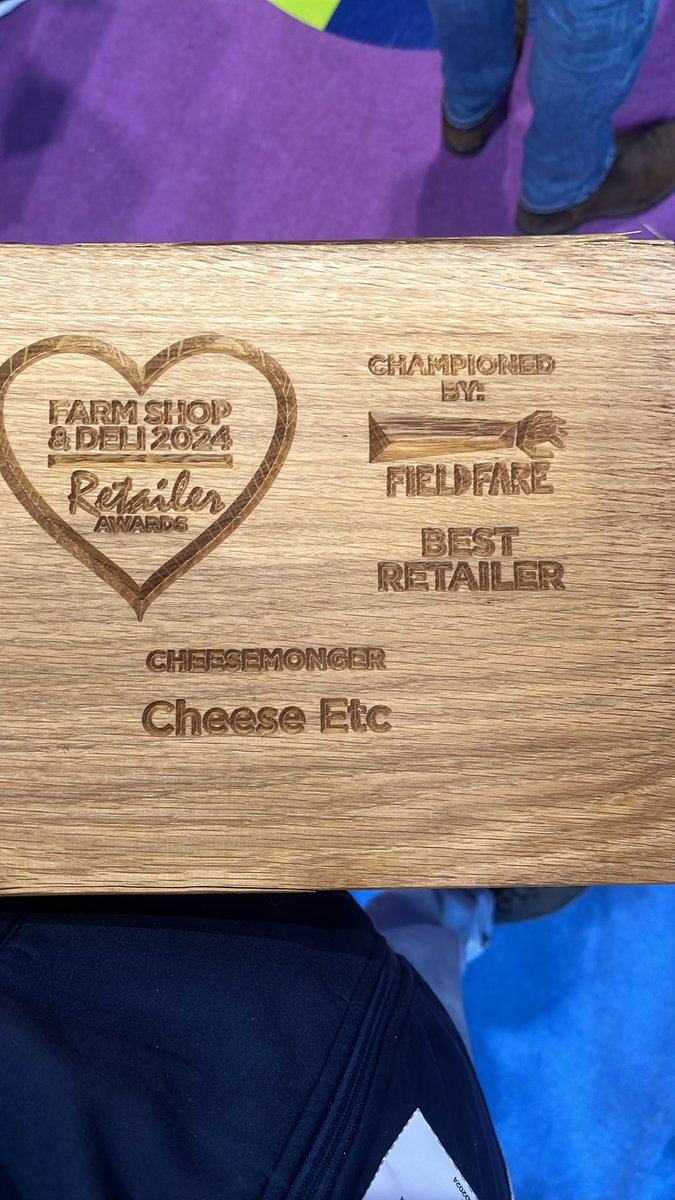 FARM SHOP
& DELI 2024
Retailer
AWARDS
CHAMPIONED
BY:
FIELDFARE
BEST
RETAILER
CHEESEMONGER
Cheese Etc